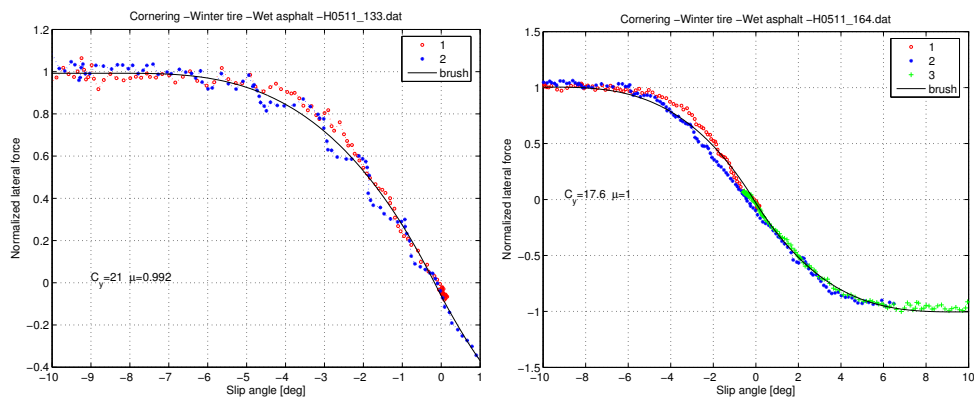 Cornering −Winter tire −Wet asphalt −H0511_133.dat
1.2
1
0.8
0.6
0.4
0.2
0
−0.2
−0.4
Normalized lateral force
C_y=21 μ=0.992
1
2
brush
−10 −9 −8 −7 −6 −5 −4 −3 −2 −1 0 1
Slip angle [deg]
Cornering −Winter tire −Wet asphalt −H0511_164.dat
1.5
1
0.5
0
−0.5
−1
−1.5
Normalized lateral force
C_y=17.6 μ=1
1
2
3
brush
−10 −8 −6 −4 −2 0 2 4 6 8 10
Slip angle [deg]